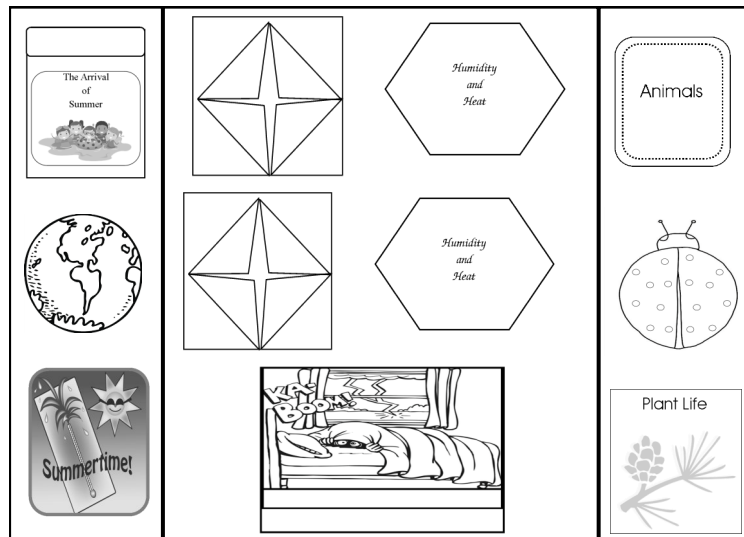 The Arrival
of
Summer
Summertime!
Humidity
and
Heat
Humidity
and
Heat
KA-
BOOM!
Animals
Plant Life